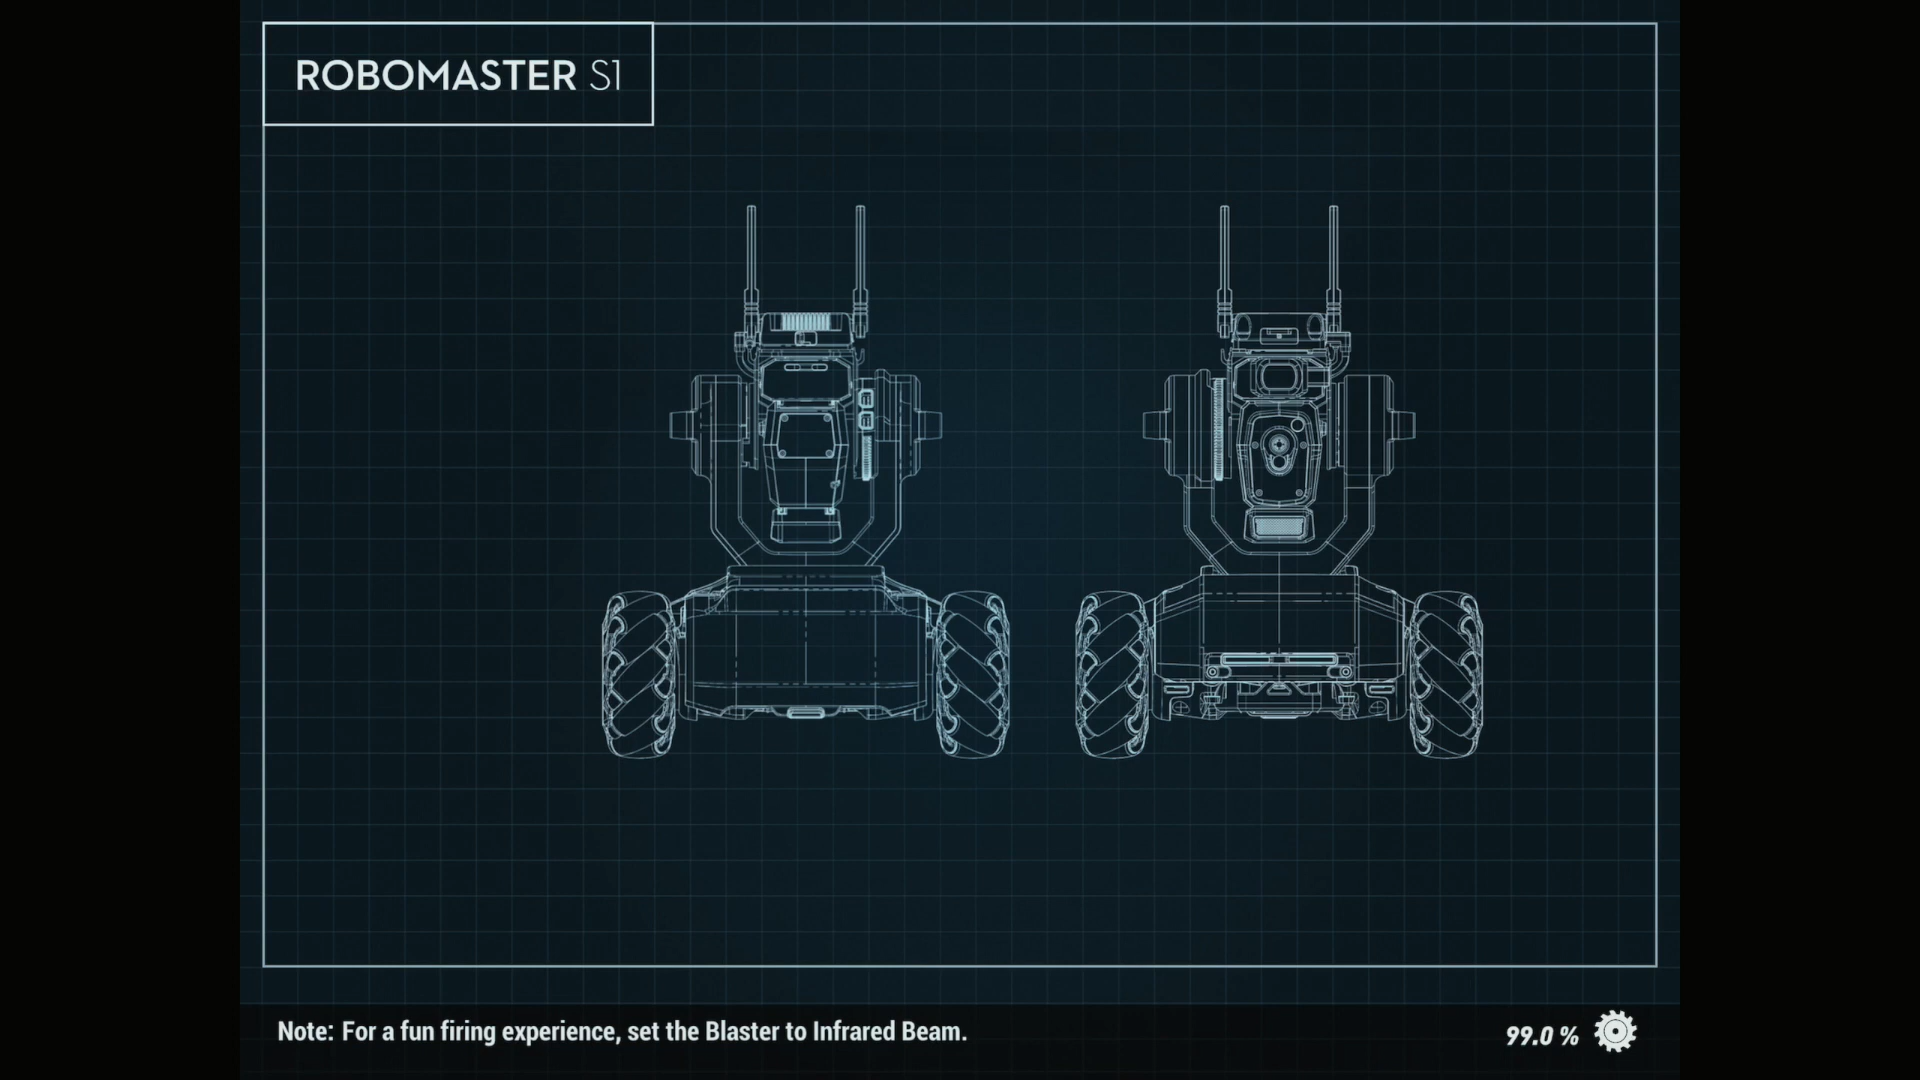 ROBOMASTER S1
Note: For a fun firing experience, set the Blaster to Infrared Beam.
99.0 %